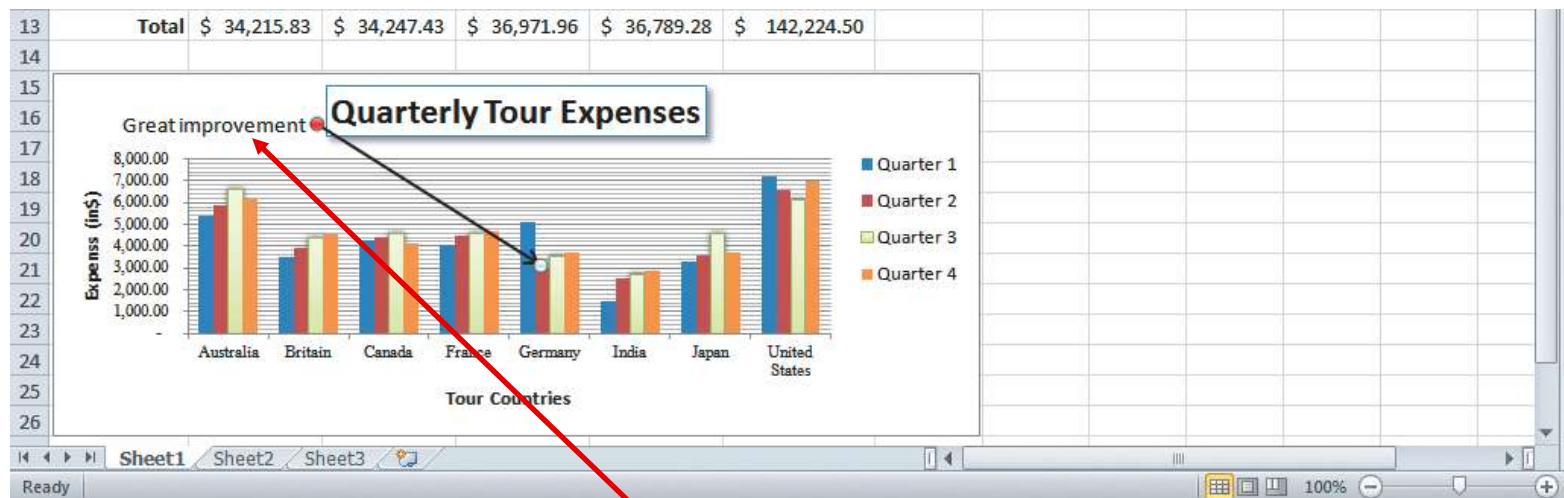 13 Total $ 34,215.83 $ 34,247.43 $ 36,971.96 $ 36,789.28 $ 142,224.50
14
15
16
17
18
19
20
21
22
23
24
25
26
Quarterly Tour Expenses
Great improvement
8,000.00
7,000.00
6,000.00
5,000.00
4,000.00
3,000.00
2,000.00
1,000.00
-
Expenss (in$)
Quarter 1
Quarter 2
Quarter 3
Quarter 4
Australia Britain Canada France Germany India Japan United States
Tour Countries
Sheet1 Sheet2 Sheet3
Ready 100%